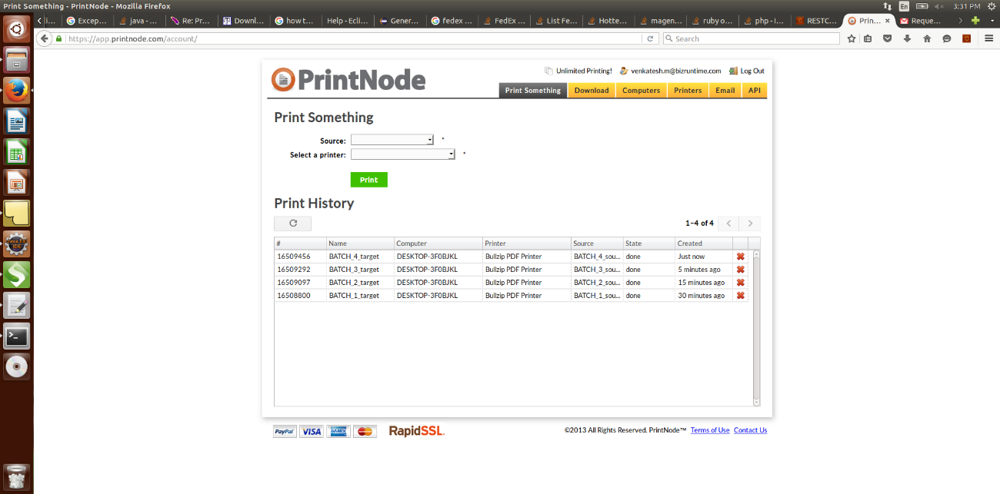 Print Something - PrintNode - Mozilla Firefox
En
3:31 PM
i...
Excep...
java - ...
Re: Pr...
Downl...
how t...
Help - Ecli...
Gener...
fedex ...
FedEx ...
List Fe...
Hotte...
magen...
ruby o...
php - I...
RESTC...
Prin...
Reque...
https://app.printnode.com/account/
Search
PrintNode
Unlimited Printing!
venkatesh.m@bizruntime.com
Log Out
Print Something
Download
Computers
Printers
Email
API
Print Something
Source: *
Select a printer: *
Print
Print History
1–4 of 4
# Name Computer Printer Source State Created
16509456 BATCH_4_target DESKTOP-3F0BJKL Bullzip PDF Printer BATCH_4_sou... done Just now
16509292 BATCH_3_target DESKTOP-3F0BJKL Bullzip PDF Printer BATCH_3_sou... done 5 minutes ago
16509097 BATCH_2_target DESKTOP-3F0BJKL Bullzip PDF Printer BATCH_2_sou... done 15 minutes ago
16508800 BATCH_1_target DESKTOP-3F0BJKL Bullzip PDF Printer BATCH_1_sou... done 30 minutes ago
Java EE
IDE
PayPal
VISA
AMEX
RapidSSL.
©2013 All Rights Reserved. PrintNode™ Terms of Use Contact Us